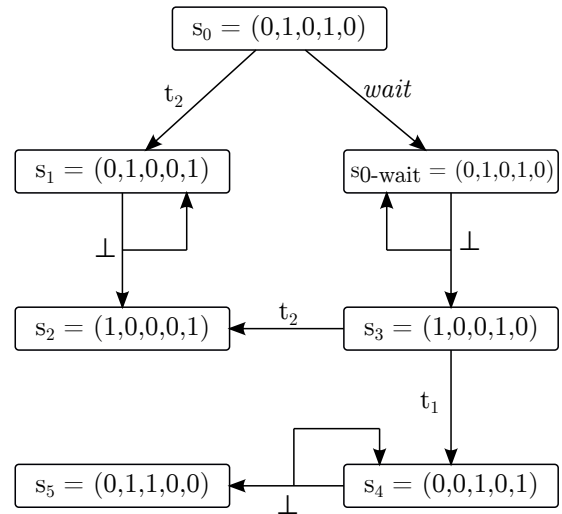 s₀ = (0,1,0,1,0)
t₂
wait
s₁ = (0,1,0,0,1)
s₀₋wait = (0,1,0,1,0)
⊥
⊥
s₂ = (1,0,0,0,1)
t₂
s₃ = (1,0,0,1,0)
t₁
s₅ = (0,1,1,0,0)
⊥
s₄ = (0,0,1,0,1)